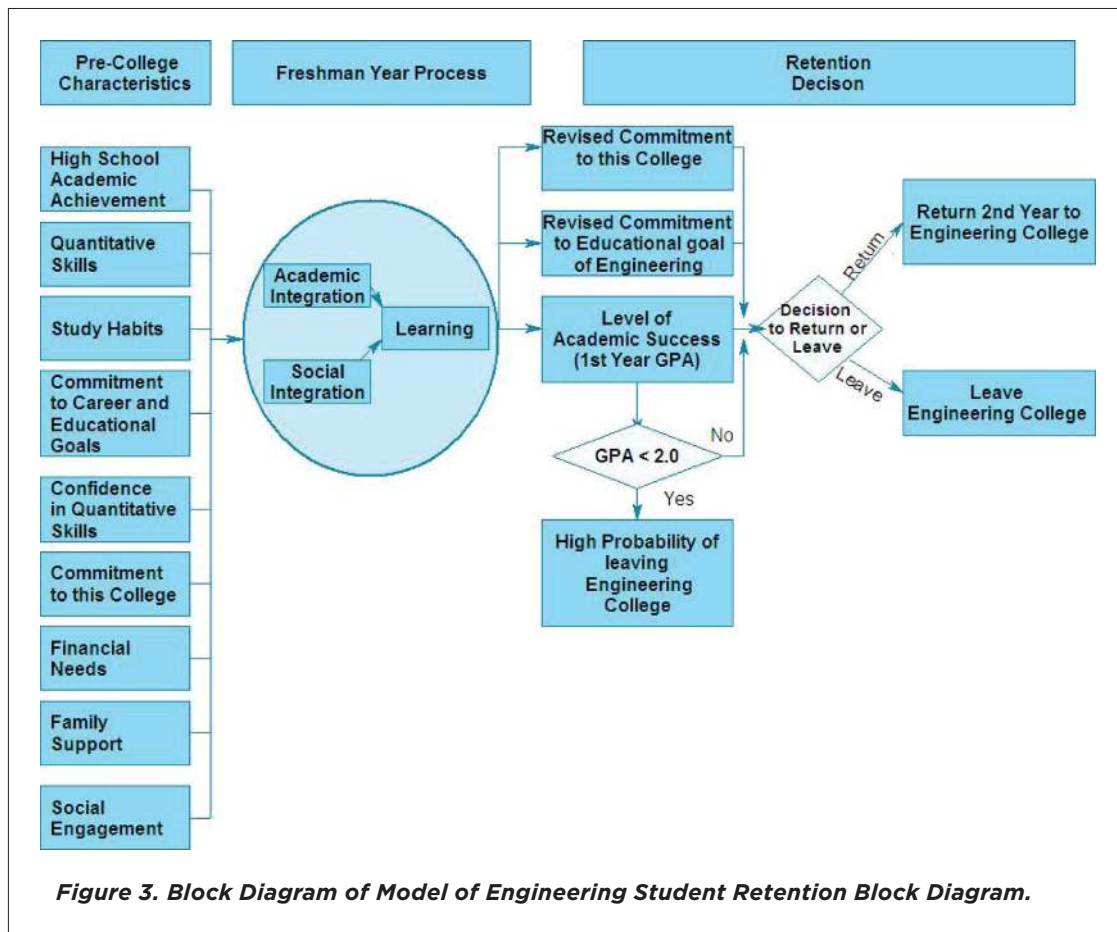 Pre-College
Characteristics
Freshman Year Process
Retention
Decison
High School
Academic
Achievement
Quantitative
Skills
Study Habits
Commitment
to Career and
Educational
Goals
Confidence
in Quantitative
Skills
Commitment
to this College
Financial
Needs
Family
Support
Social
Engagement
Academic
Integration
Social
Integration
Learning
Revised Commitment
to this College
Revised Commitment
to Educational goal
of Engineering
Level of
Academic Success
(1st Year GPA)
GPA < 2.0
No
Yes
High Probability of
leaving
Engineering
College
Decision
to Return or
Leave
Return
Leave
Return 2nd Year to
Engineering College
Leave
Engineering College
Figure 3. Block Diagram of Model of Engineering Student Retention Block Diagram.